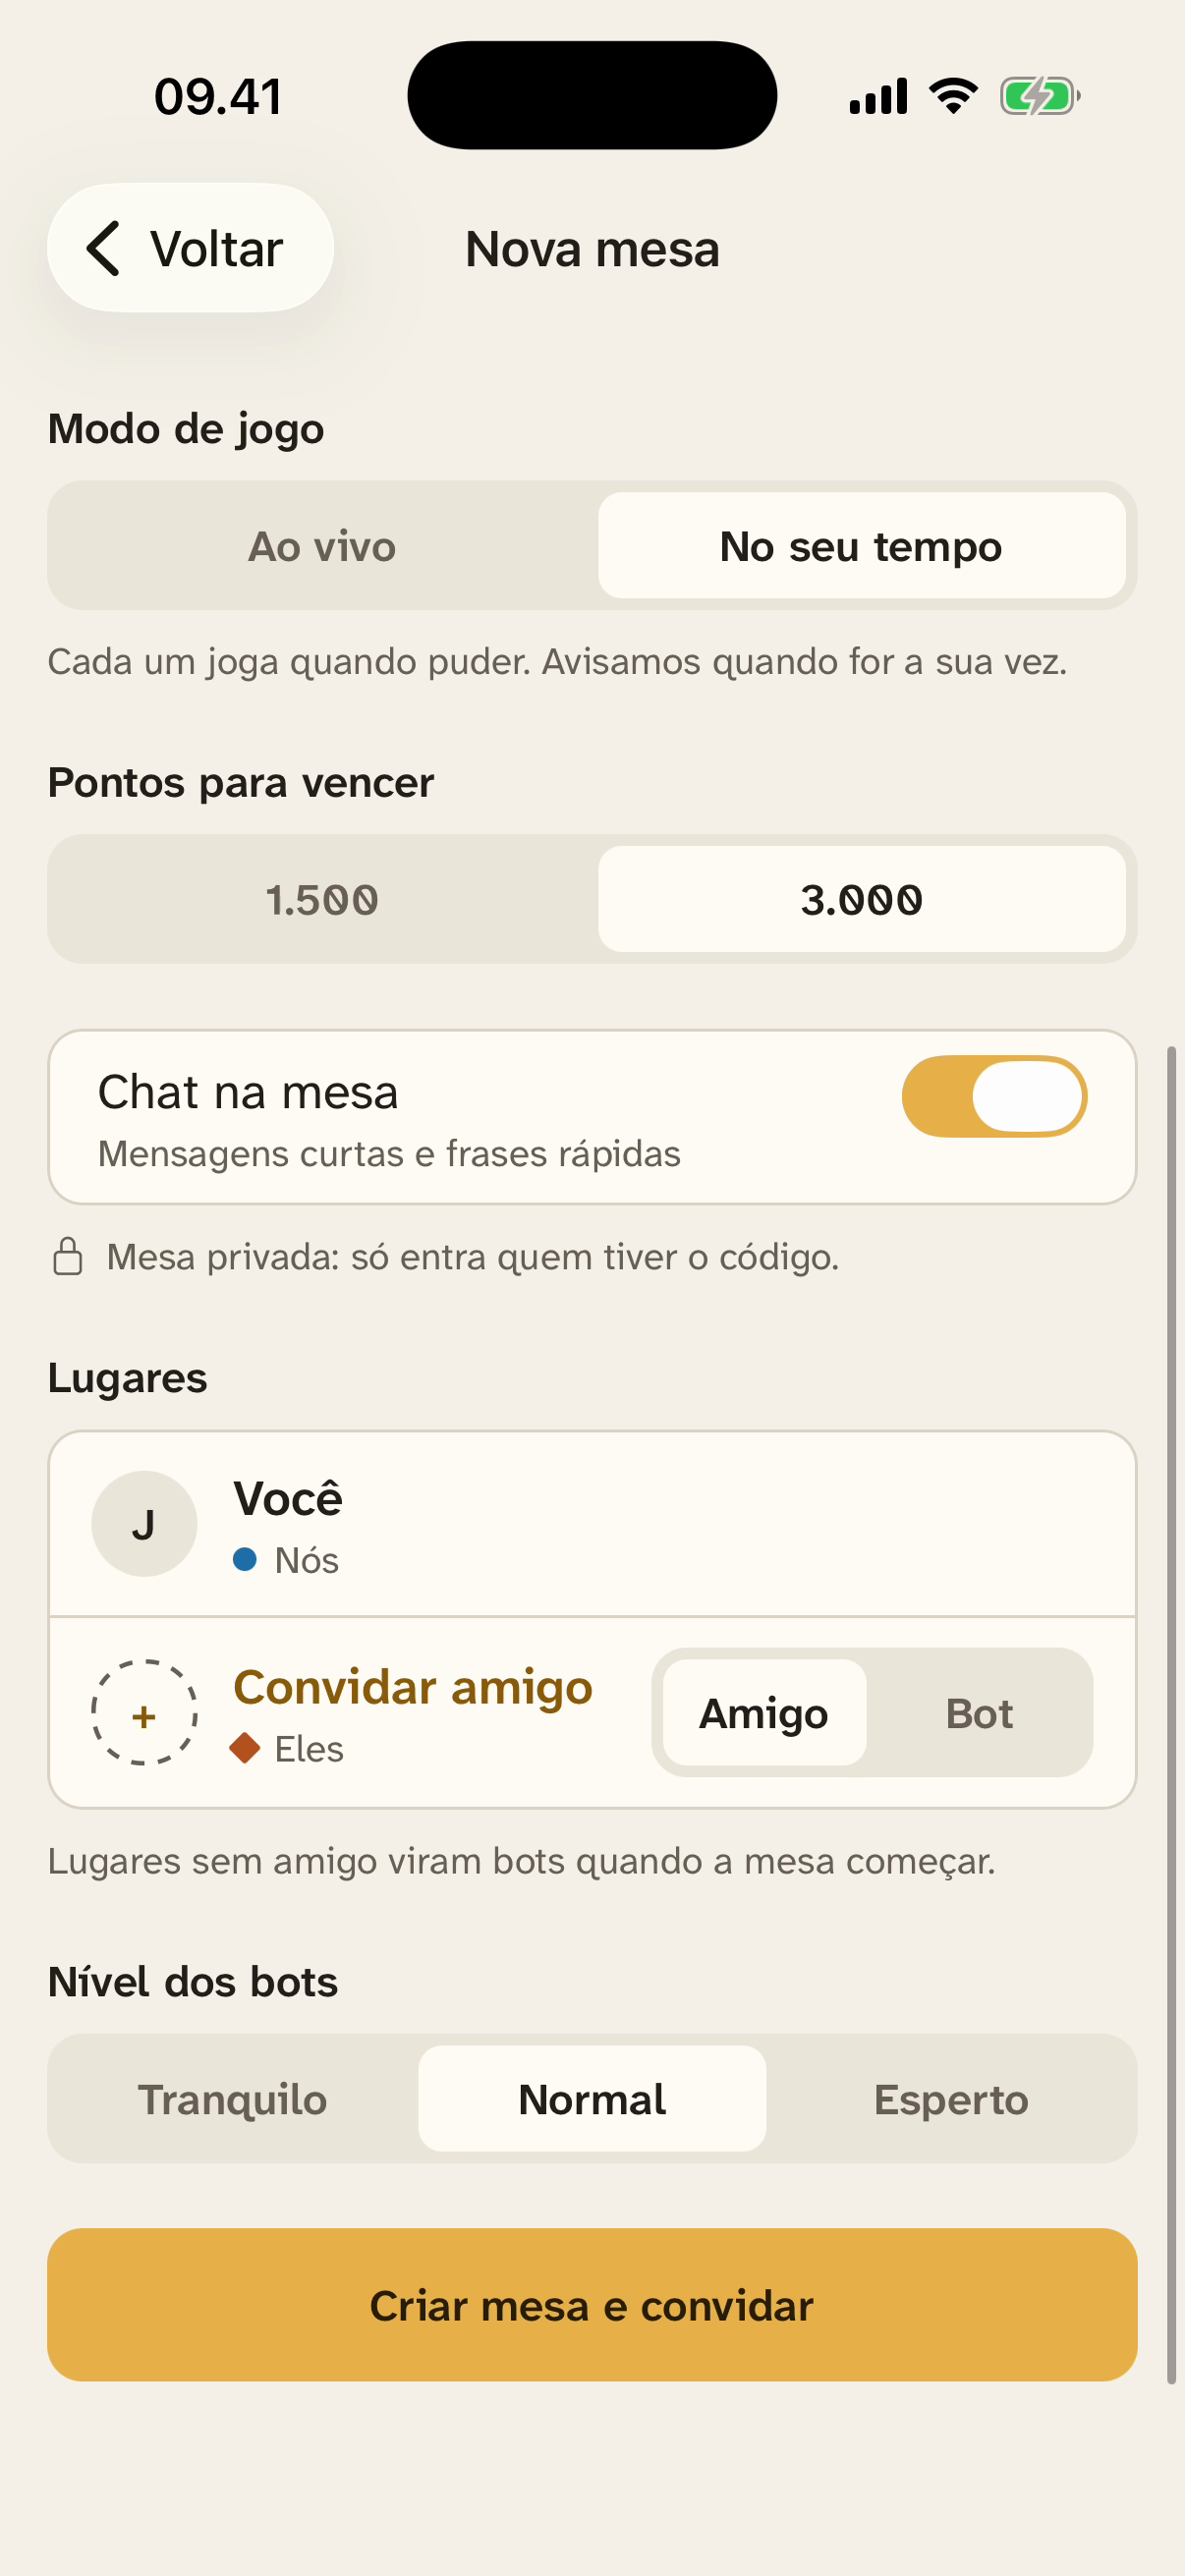 09.41
Voltar
Nova mesa
Modo de jogo
Ao vivo
No seu tempo
Cada um joga quando puder. Avisamos quando for a sua vez.
Pontos para vencer
1.500
3.000
Chat na mesa
Mensagens curtas e frases rápidas
Mesa privada: só entra quem tiver o código.
Lugares
J
Você
Nós
+
Convidar amigo
Eles
Amigo
Bot
Lugares sem amigo viram bots quando a mesa começar.
Nível dos bots
Tranquilo
Normal
Esperto
Criar mesa e convidar